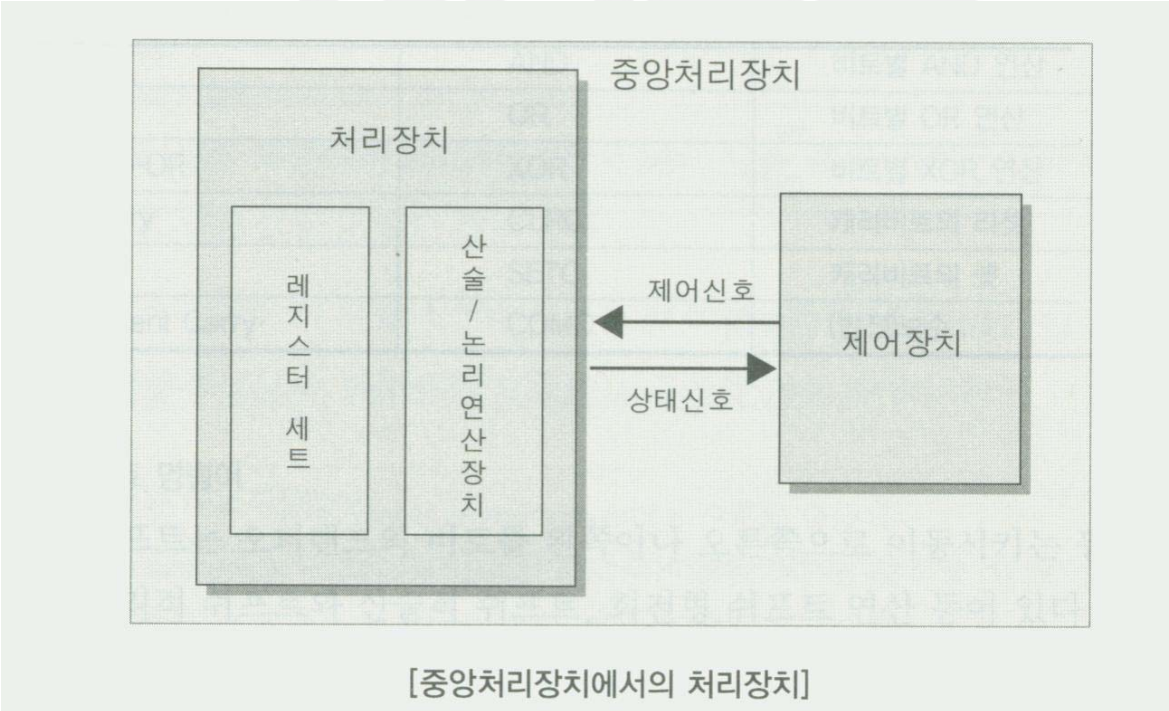 중앙처리장치
처리장치
레지스터 세트
산술/논리연산장치
제어신호
상태신호
제어장치
[중앙처리장치에서의 처리장치]